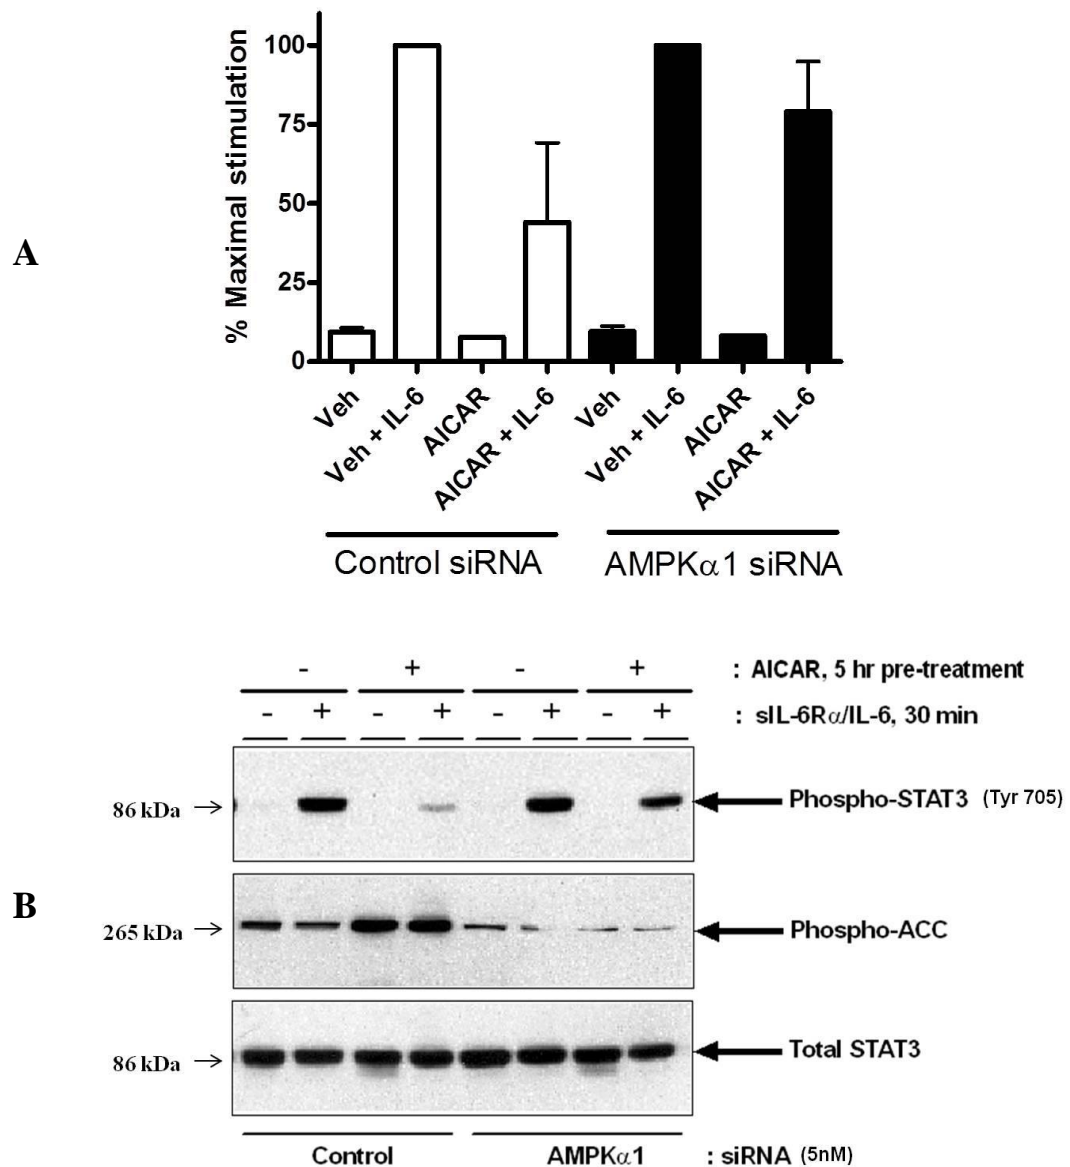 A
% Maximal stimulation
100
75
50
25
0
Veh
Veh + IL-6
AICAR
AICAR + IL-6
Veh
Veh + IL-6
AICAR
AICAR + IL-6
Control siRNA
AMPKα1 siRNA
B
- + - + : AICAR, 5 hr pre-treatment
- + - + - + - + : sIL-6Rα/IL-6, 30 min
86 kDa → Phospho-STAT3 (Tyr 705)
265 kDa → Phospho-ACC
86 kDa → Total STAT3
Control AMPKα1 : siRNA (5nM)